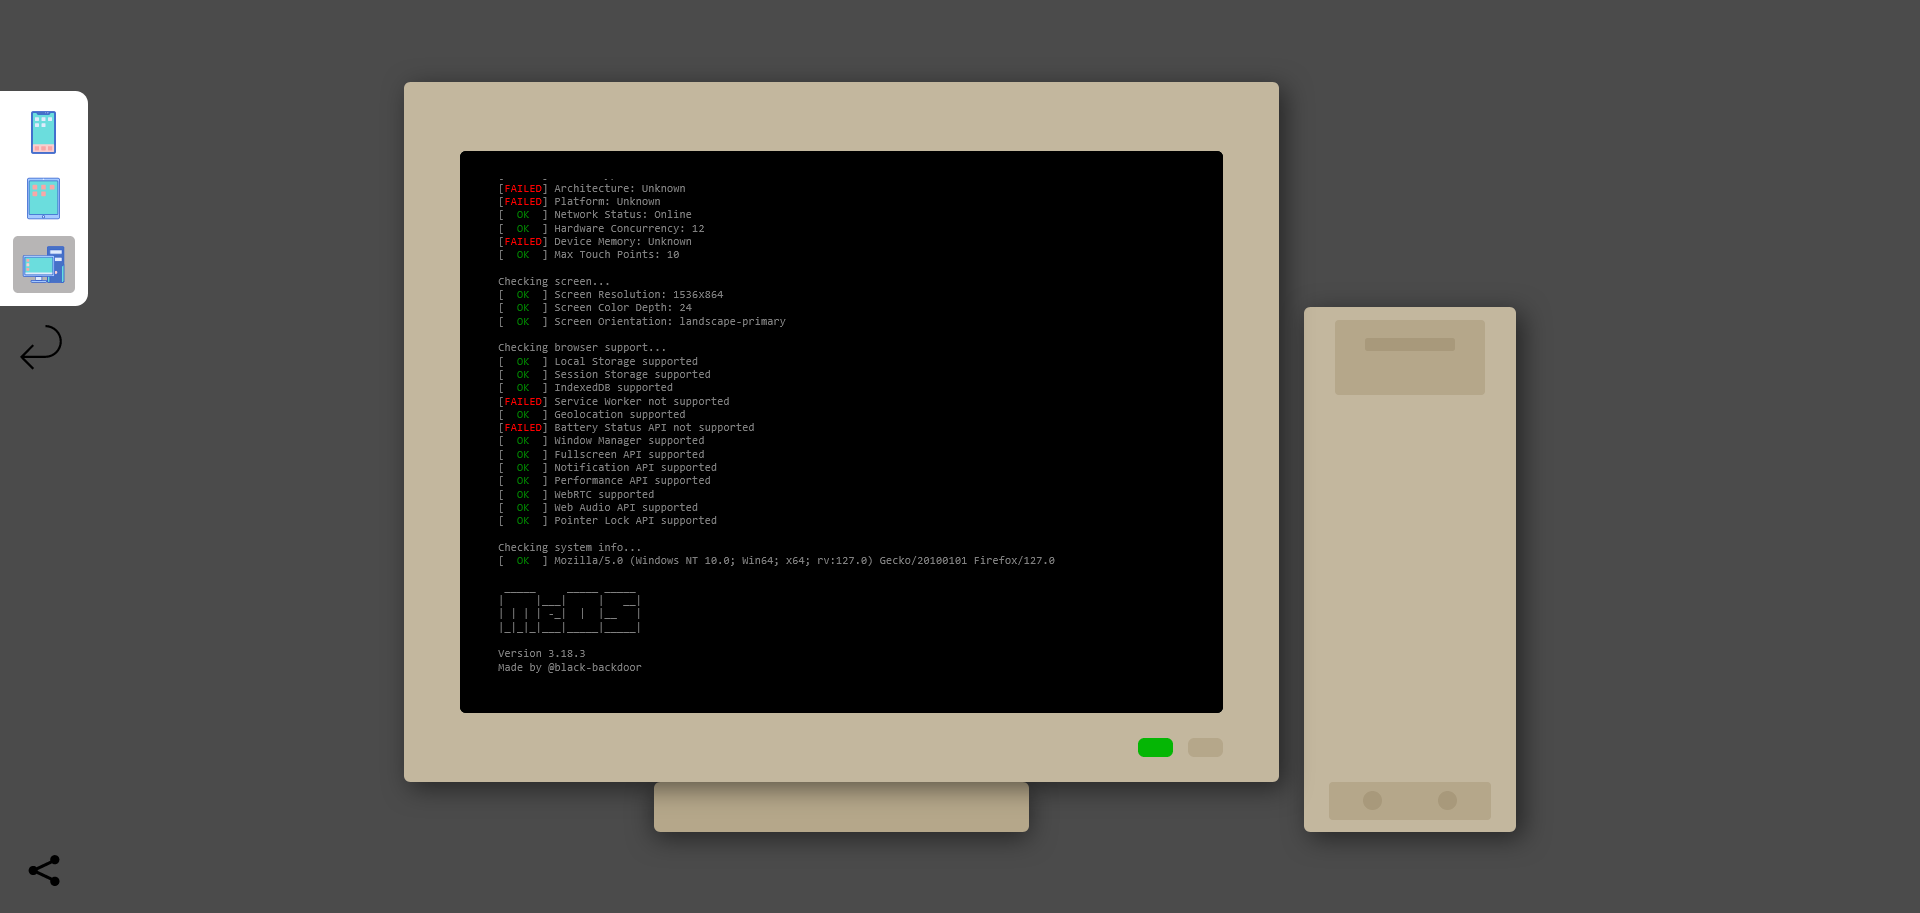 [FAILED] Architecture: Unknown
[FAILED] Platform: Unknown
[  OK  ] Network Status: Online
[  OK  ] Hardware Concurrency: 12
[FAILED] Device Memory: Unknown
[  OK  ] Max Touch Points: 10
Checking screen...
[  OK  ] Screen Resolution: 1536x864
[  OK  ] Screen Color Depth: 24
[  OK  ] Screen Orientation: landscape-primary
Checking browser support...
[  OK  ] Local Storage supported
[  OK  ] Session Storage supported
[  OK  ] IndexedDB supported
[FAILED] Service Worker not supported
[  OK  ] Geolocation supported
[FAILED] Battery Status API not supported
[  OK  ] Window Manager supported
[  OK  ] Fullscreen API supported
[  OK  ] Notification API supported
[  OK  ] Performance API supported
[  OK  ] WebRTC supported
[  OK  ] Web Audio API supported
[  OK  ] Pointer Lock API supported
Checking system info...
[  OK  ] Mozilla/5.0 (Windows NT 10.0; Win64; x64; rv:127.0) Gecko/20100101 Firefox/127.0
MeOS
Version 3.18.3
Made by @black-backdoor